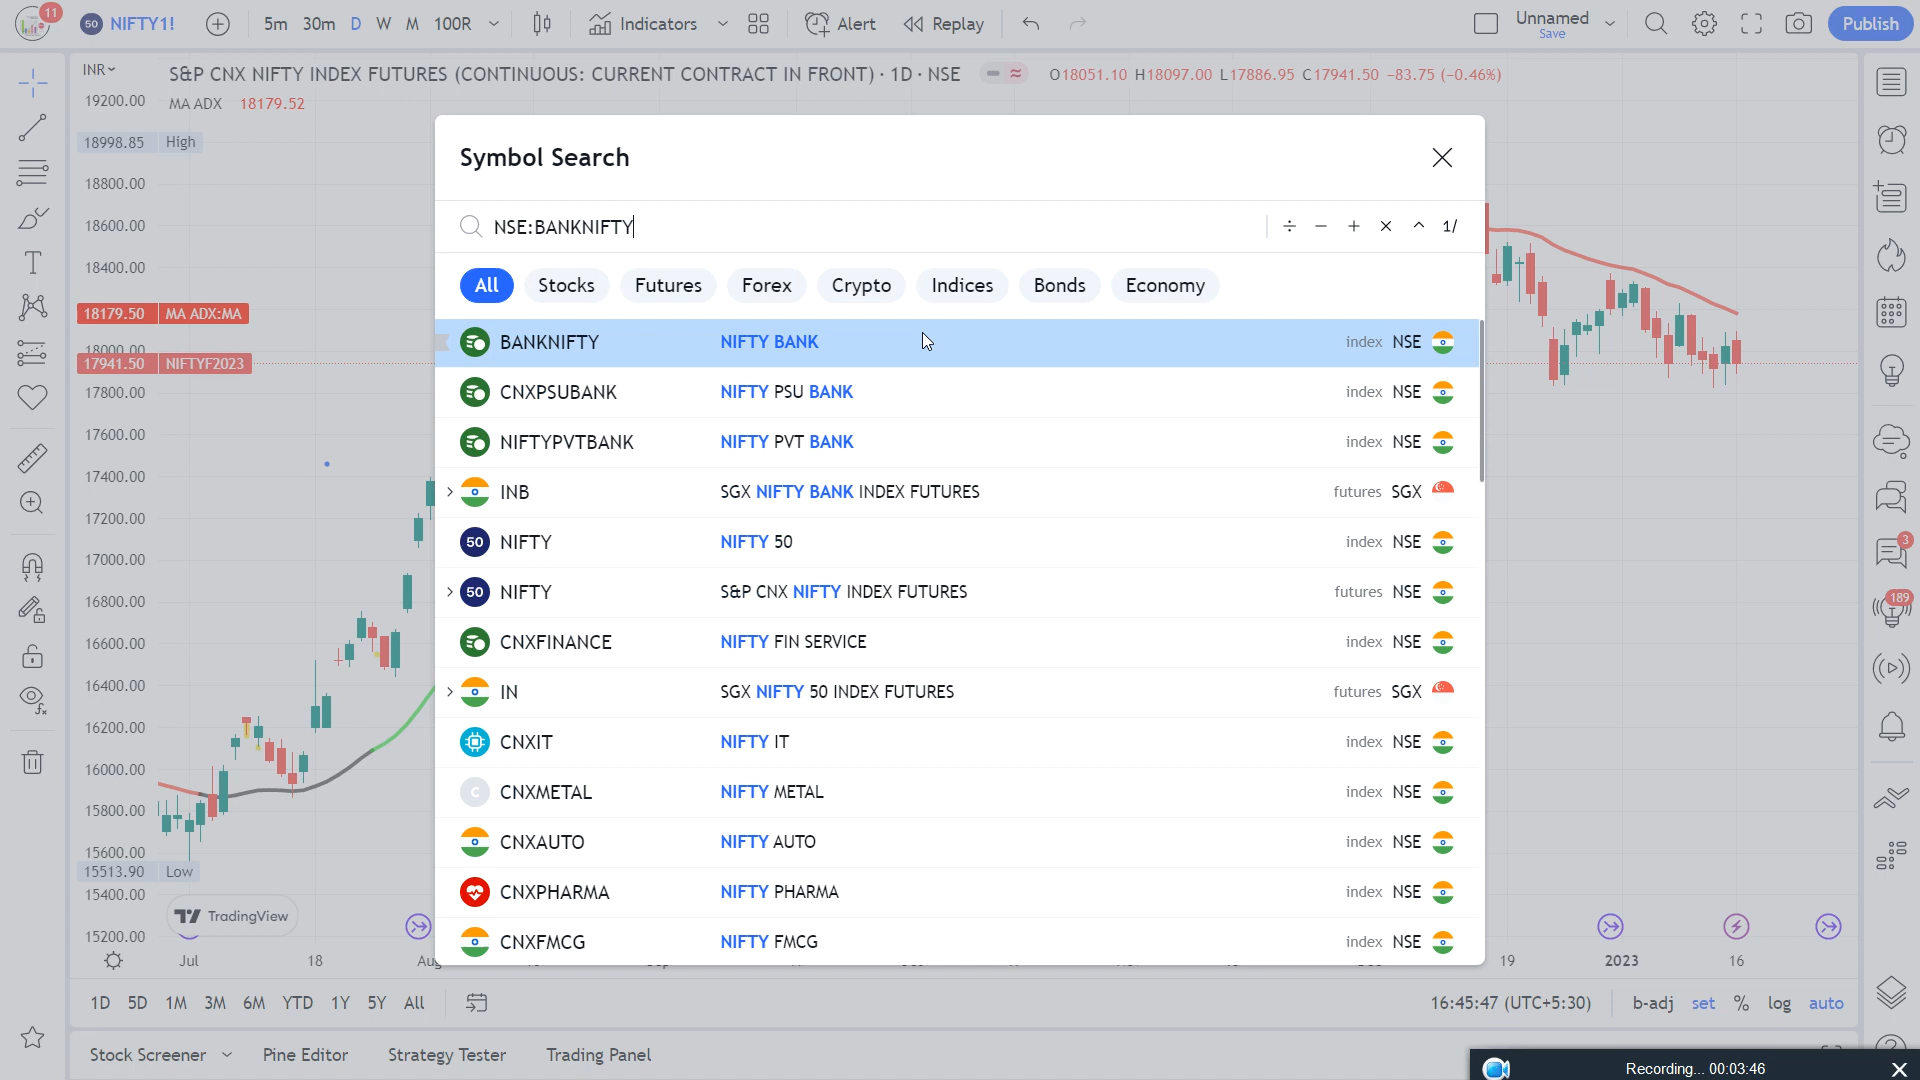 11
50 NIFTY1!
5m 30m D W M 100R
Indicators
Alert
Replay
Unnamed
Save
Publish
INR
S&P CNX NIFTY INDEX FUTURES (CONTINUOUS: CURRENT CONTRACT IN FRONT) · 1D · NSE
O18051.10 H18097.00 L17886.95 C17941.50 -83.75 (-0.46%)
19200.00
MA ADX 18179.52
18998.85 High
18800.00
18600.00
18400.00
18179.50 MA ADX:MA
18000.00
17941.50 NIFTYF2023
17800.00
17600.00
17400.00
17200.00
17000.00
16800.00
16600.00
16400.00
16200.00
16000.00
15800.00
15600.00
15513.90 Low
15400.00
15200.00
TradingView
Symbol Search
NSE:BANKNIFTY
÷ − + × ^ 1/
All Stocks Futures Forex Crypto Indices Bonds Economy
BANKNIFTY NIFTY BANK index NSE
CNXPSUBANK NIFTY PSU BANK index NSE
NIFTYPVTBANK NIFTY PVT BANK index NSE
INB SGX NIFTY BANK INDEX FUTURES futures SGX
50 NIFTY NIFTY 50 index NSE
50 NIFTY S&P CNX NIFTY INDEX FUTURES futures NSE
CNXFINANCE NIFTY FIN SERVICE index NSE
IN SGX NIFTY 50 INDEX FUTURES futures SGX
CNXIT NIFTY IT index NSE
C CNXMETAL NIFTY METAL index NSE
CNXAUTO NIFTY AUTO index NSE
CNXPHARMA NIFTY PHARMA index NSE
CNXFMCG NIFTY FMCG index NSE
3
189
Jul 18 Aug 19 2023 16
1D 5D 1M 3M 6M YTD 1Y 5Y All
16:45:47 (UTC+5:30) b-adj set % log auto
Stock Screener Pine Editor Strategy Tester Trading Panel
Recording... 00:03:46